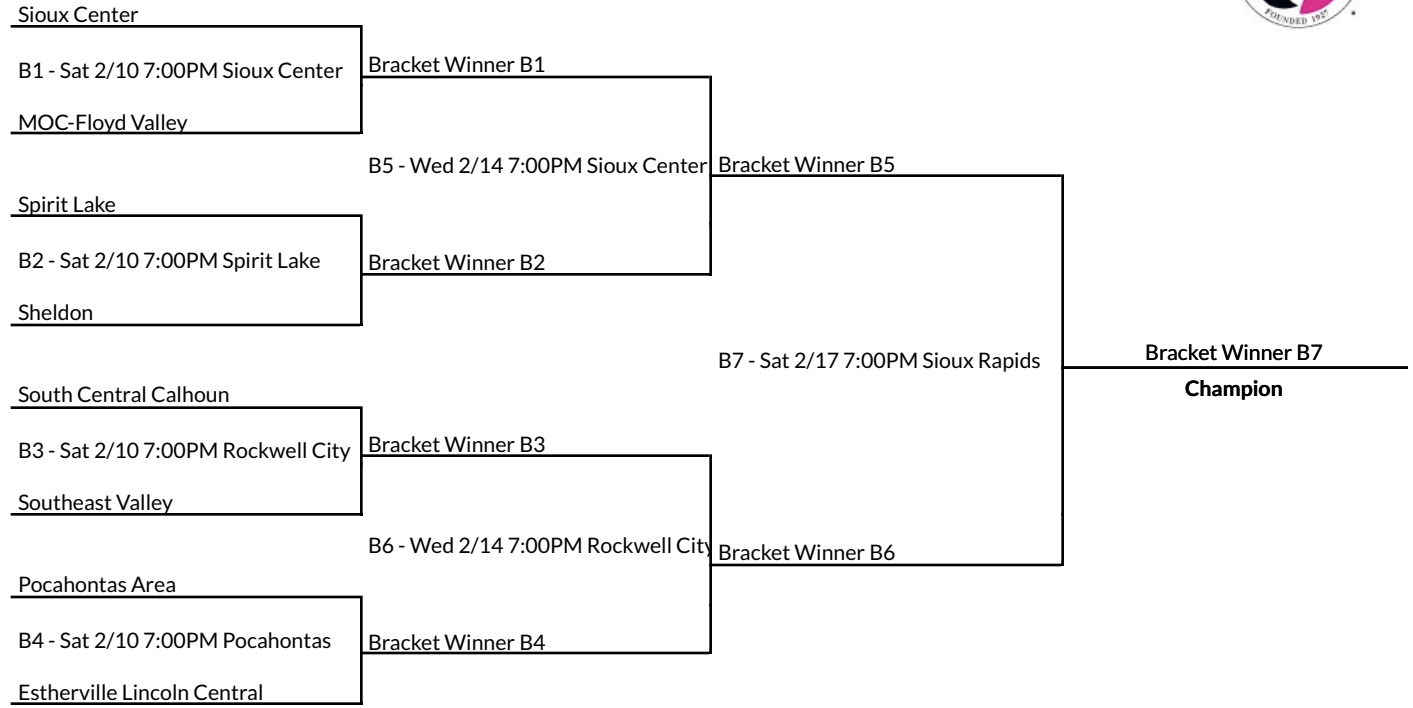 Sioux Center
FOUNDED 1927
B1 - Sat 2/10 7:00PM Sioux Center
Bracket Winner B1
MOC-Floyd Valley
B5 - Wed 2/14 7:00PM Sioux Center
Bracket Winner B5
Spirit Lake
B2 - Sat 2/10 7:00PM Spirit Lake
Bracket Winner B2
Sheldon
B7 - Sat 2/17 7:00PM Sioux Rapids
Bracket Winner B7
Champion
South Central Calhoun
B3 - Sat 2/10 7:00PM Rockwell City
Bracket Winner B3
Southeast Valley
B6 - Wed 2/14 7:00PM Rockwell City
Bracket Winner B6
Pocahontas Area
B4 - Sat 2/10 7:00PM Pocahontas
Bracket Winner B4
Estherville Lincoln Central